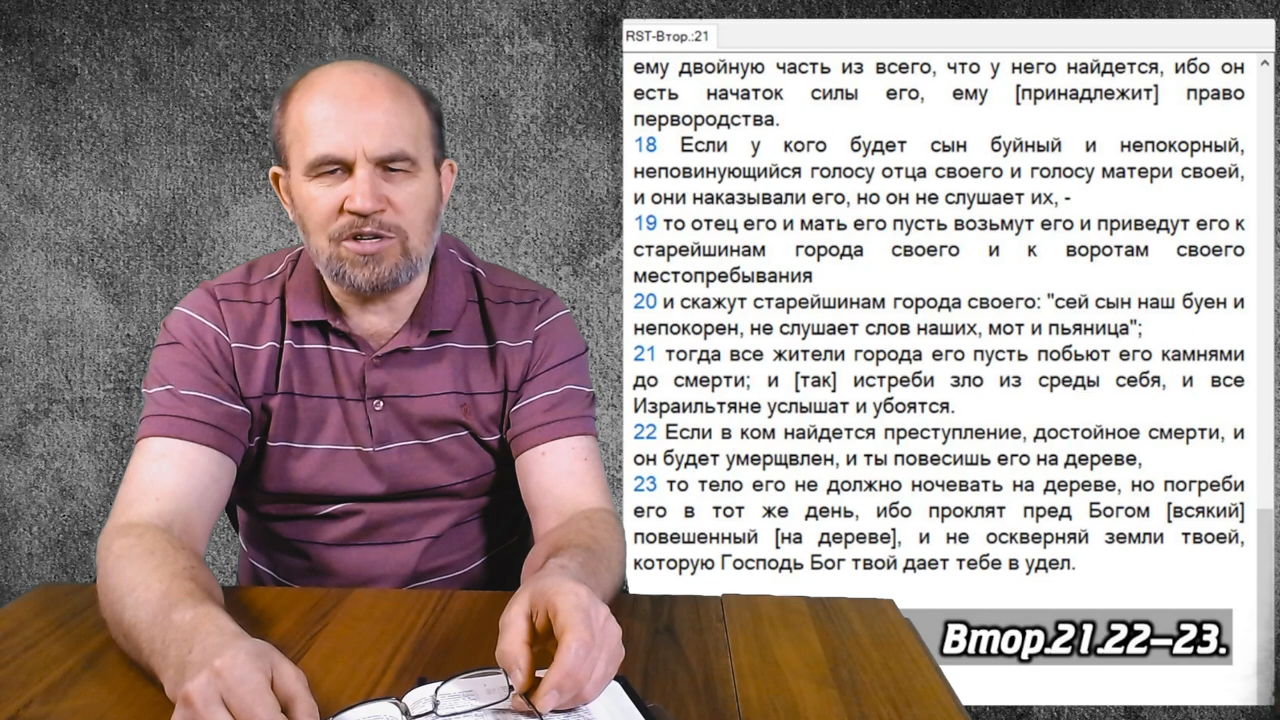 RST-Втор.:21
ему двойную часть из всего, что у него найдется, ибо он
есть начаток силы его, ему [принадлежит] право
первородства.
18 Если у кого будет сын буйный и непокорный,
неповинующийся голосу отца своего и голосу матери своей,
и они наказывали его, но он не слушает их, -
19 то отец его и мать его пусть возьмут его и приведут его к
старейшинам города своего и к воротам своего
местопребывания
20 и скажут старейшинам города своего: "сей сын наш буен и
непокорен, не слушает слов наших, мот и пьяница";
21 тогда все жители города его пусть побьют его камнями
до смерти; и [так] истреби зло из среды себя, и все
Израильтяне услышат и убоятся.
22 Если в ком найдется преступление, достойное смерти, и
он будет умерщвлен, и ты повесишь его на дереве,
23 то тело его не должно ночевать на дереве, но погреби
его в тот же день, ибо проклят пред Богом [всякий]
повешенный [на дереве], и не оскверняй земли твоей,
которую Господь Бог твой дает тебе в удел.
Втор.21.22–23.